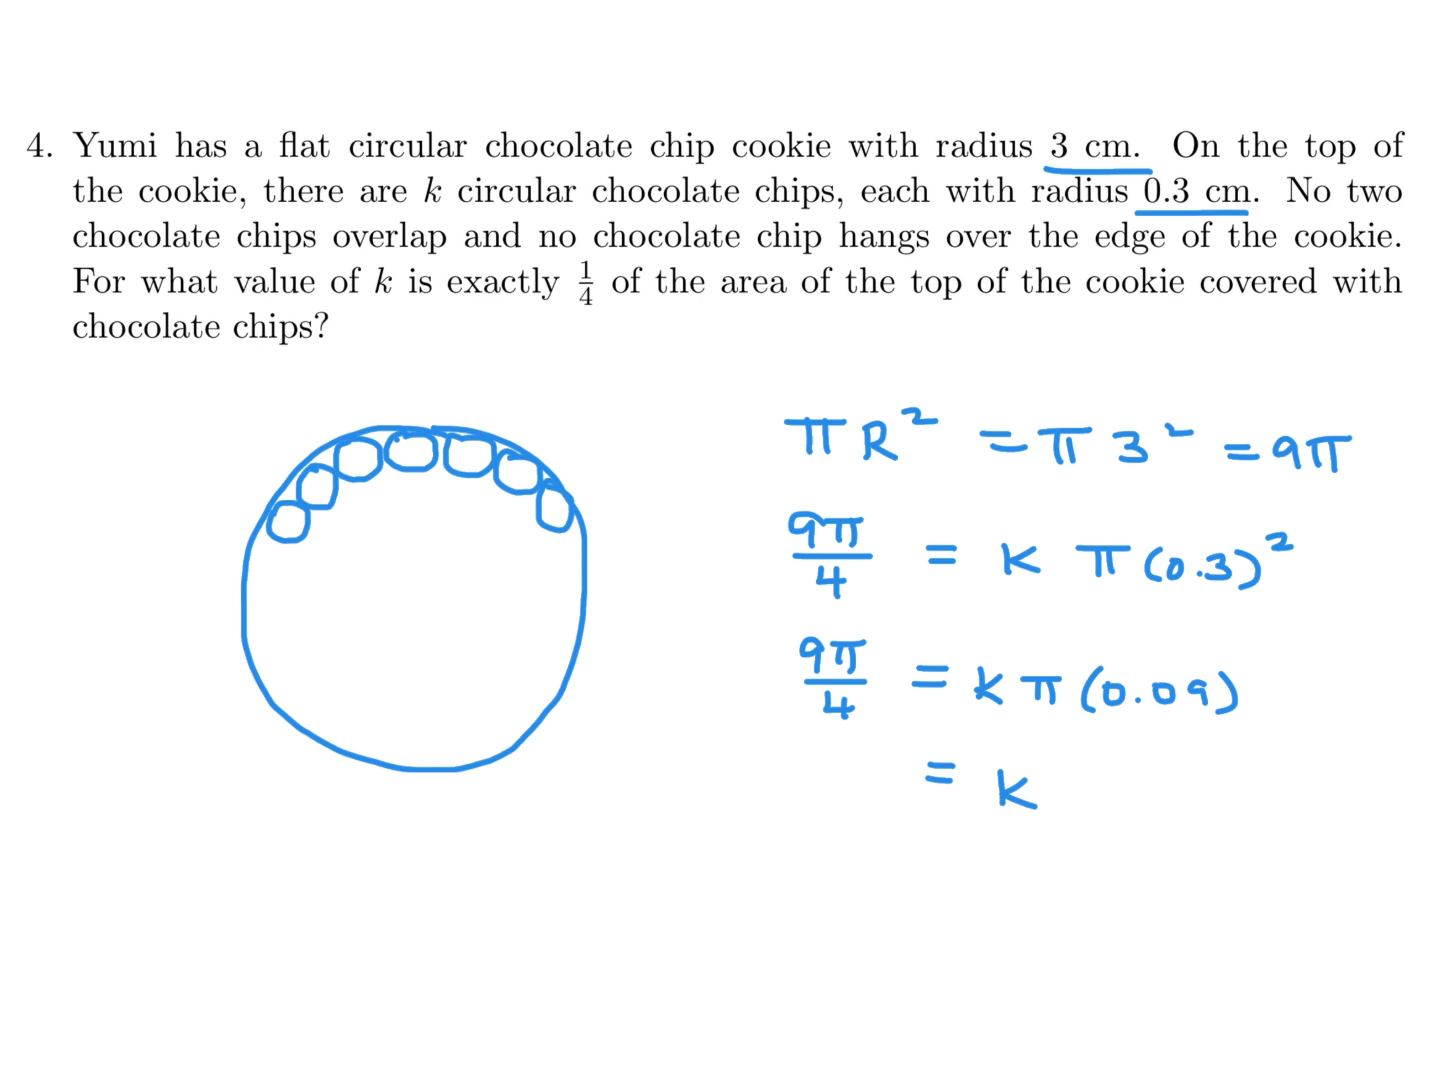 4. Yumi has a flat circular chocolate chip cookie with radius 3 cm. On the top of
the cookie, there are k circular chocolate chips, each with radius 0.3 cm. No two
chocolate chips overlap and no chocolate chip hangs over the edge of the cookie.
For what value of k is exactly 1/4 of the area of the top of the cookie covered with
chocolate chips?
πR² = π3² = 9π
9π/4 = K π(0.3)²
9π/4 = Kπ(0.09)
= K